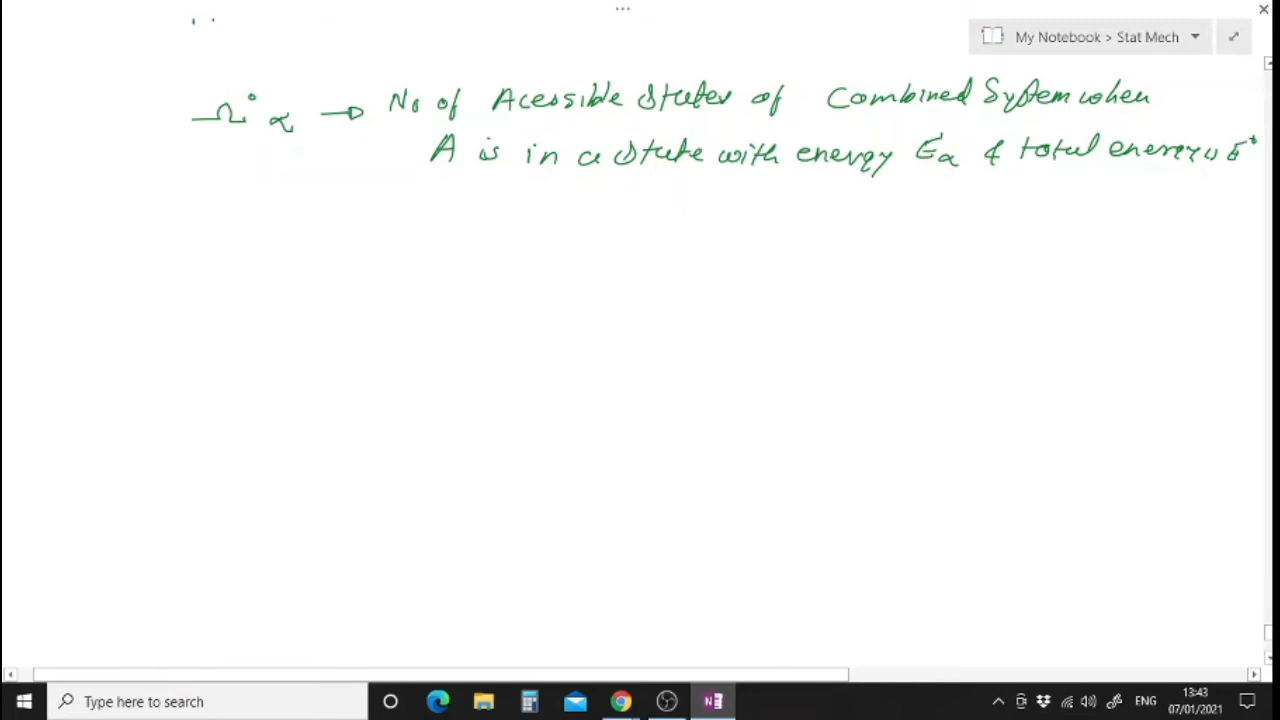 ...
My Notebook > Stat Mech
Ω°α → No of Acessible States of Combined System when
A is in a state with energy Eα & total energy is E°
Type here to search
ENG
13:43
07/01/2021